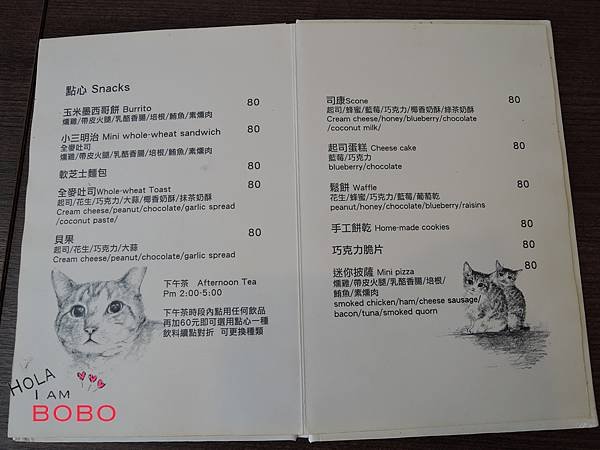 點心 Snacks
玉米墨西哥餅 Burrito 80
燻雞/帶皮火腿/乳酪香腸/培根/鮪魚/素燻肉
小三明治 Mini whole-wheat sandwich 80
全麥吐司
燻雞/帶皮火腿/乳酪香腸/培根/鮪魚/素燻肉
軟芝士麵包 80
全麥吐司Whole-wheat Toast 80
起司/花生/巧克力/大蒜/椰香奶酥/抹茶奶酥
Cream cheese/peanut/chocolate/garlic spread
/coconut paste/
貝果 80
起司/花生/巧克力/大蒜
Cream cheese/peanut/chocolate/garlic spread
下午茶 Afternoon Tea
Pm 2:00-5:00
下午茶時段內點用任何飲品
再加60元即可選用點心一種
飲料續點對折 可更換種類
HOLA
I AM
BOBO
司康Scone 80
起司/蜂蜜/藍莓/巧克力/椰香奶酥/綠茶奶酥
Cream cheese/honey/blueberry/chocolate
/coconut milk/
起司蛋糕 Cheese cake 80
藍莓/巧克力
blueberry/chocolate
鬆餅 Waffle 80
花生/蜂蜜/巧克力/藍莓/葡萄乾
peanut/honey/chocolate/blueberry/raisins
手工餅乾 Home-made cookies 80
巧克力脆片 80
迷你披薩 Mini pizza 80
燻雞/帶皮火腿/乳酪香腸/培根/
鮪魚/素燻肉
smoked chicken/ham/cheese sausage/
bacon/tuna/smoked quorn